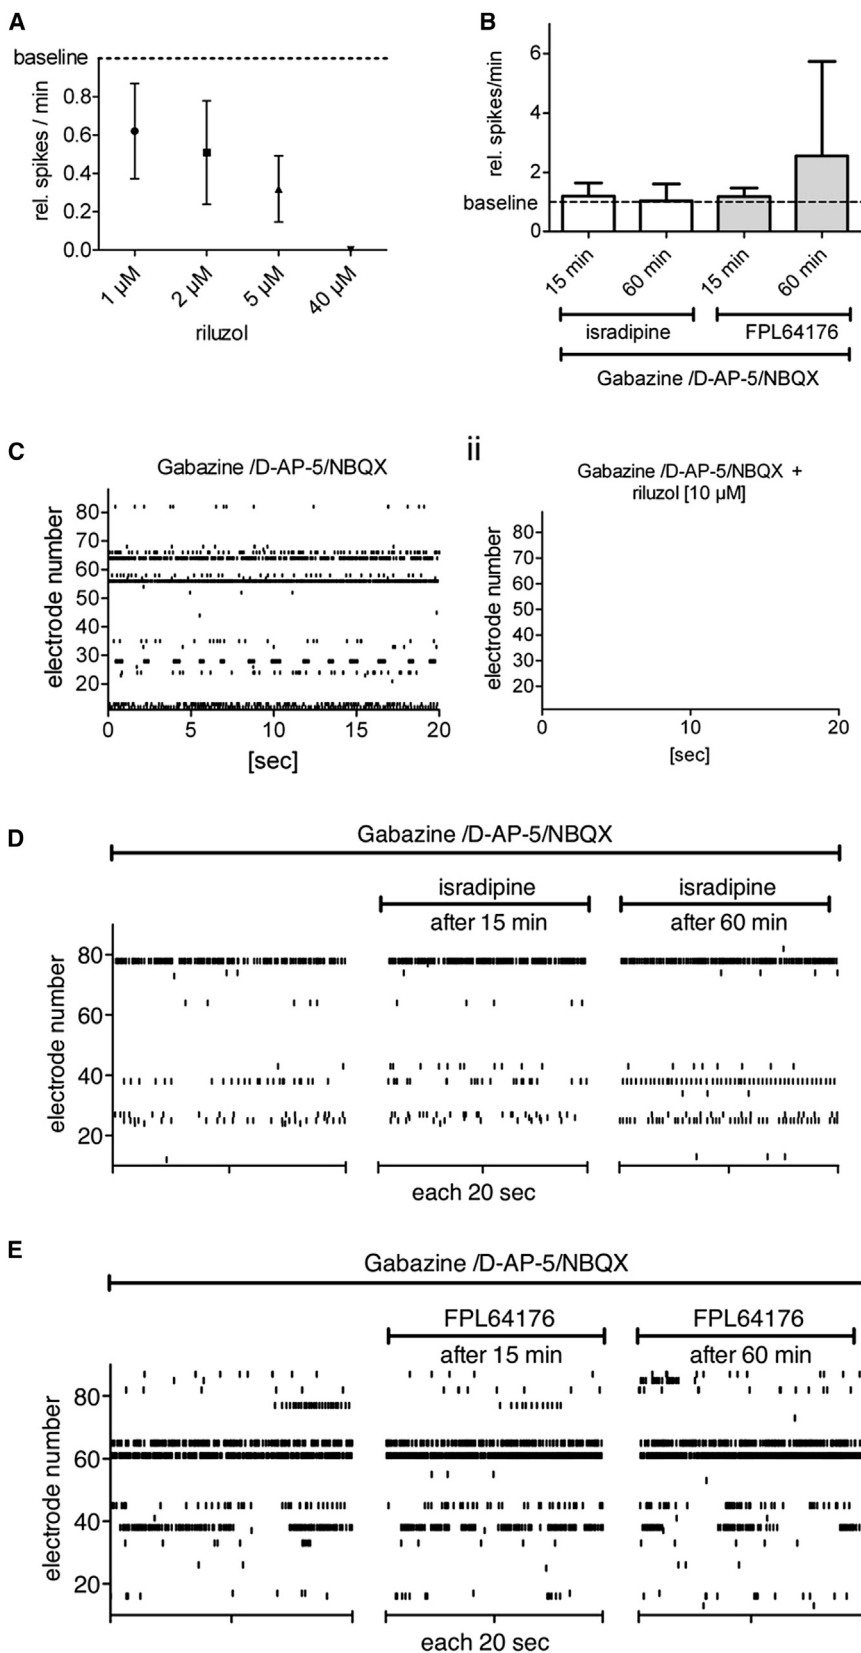 A
baseline
rel. spikes / min
0.8
0.6
0.4
0.2
0.0
1 µM
2 µM
5 µM
40 µM
riluzol
B
rel. spikes/min
6
4
2
baseline
0
15 min
60 min
15 min
60 min
isradipine
FPL64176
Gabazine /D-AP-5/NBQX
C
Gabazine /D-AP-5/NBQX
electrode number
80
70
60
50
40
30
20
0
5
10
15
20
[sec]
ii
Gabazine /D-AP-5/NBQX +
riluzol [10 µM]
electrode number
80
70
60
50
40
30
20
0
10
20
[sec]
D
Gabazine /D-AP-5/NBQX
isradipine
after 15 min
isradipine
after 60 min
electrode number
80
60
40
20
each 20 sec
E
Gabazine /D-AP-5/NBQX
FPL64176
after 15 min
FPL64176
after 60 min
electrode number
80
60
40
20
each 20 sec